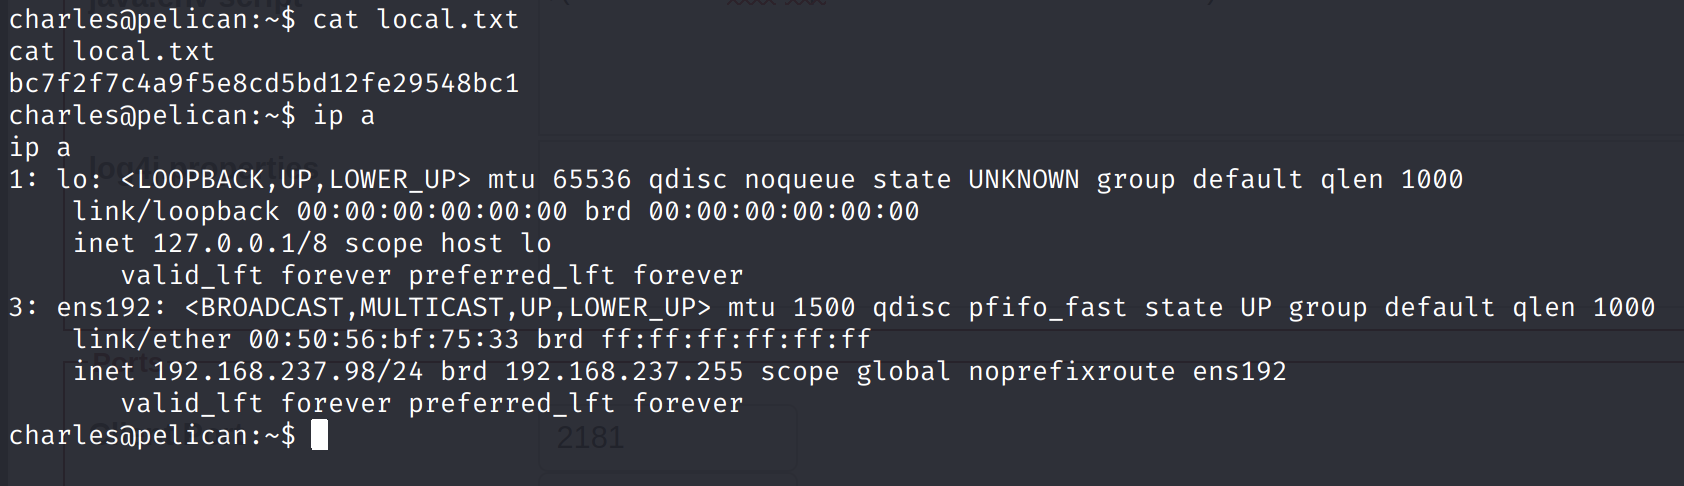 charles@pelican:~$ cat local.txt
cat local.txt
bc7f2f7c4a9f5e8cd5bd12fe29548bc1
charles@pelican:~$ ip a
ip a
log4j.properties
1: lo: <LOOPBACK,UP,LOWER_UP> mtu 65536 qdisc noqueue state UNKNOWN group default qlen 1000
    link/loopback 00:00:00:00:00:00 brd 00:00:00:00:00:00
    inet 127.0.0.1/8 scope host lo
       valid_lft forever preferred_lft forever
3: ens192: <BROADCAST,MULTICAST,UP,LOWER_UP> mtu 1500 qdisc pfifo_fast state UP group default qlen 1000
    link/ether 00:50:56:bf:75:33 brd ff:ff:ff:ff:ff:ff
Ports
    inet 192.168.237.98/24 brd 192.168.237.255 scope global noprefixroute ens192
       valid_lft forever preferred_lft forever
charles@pelican:~$
2181